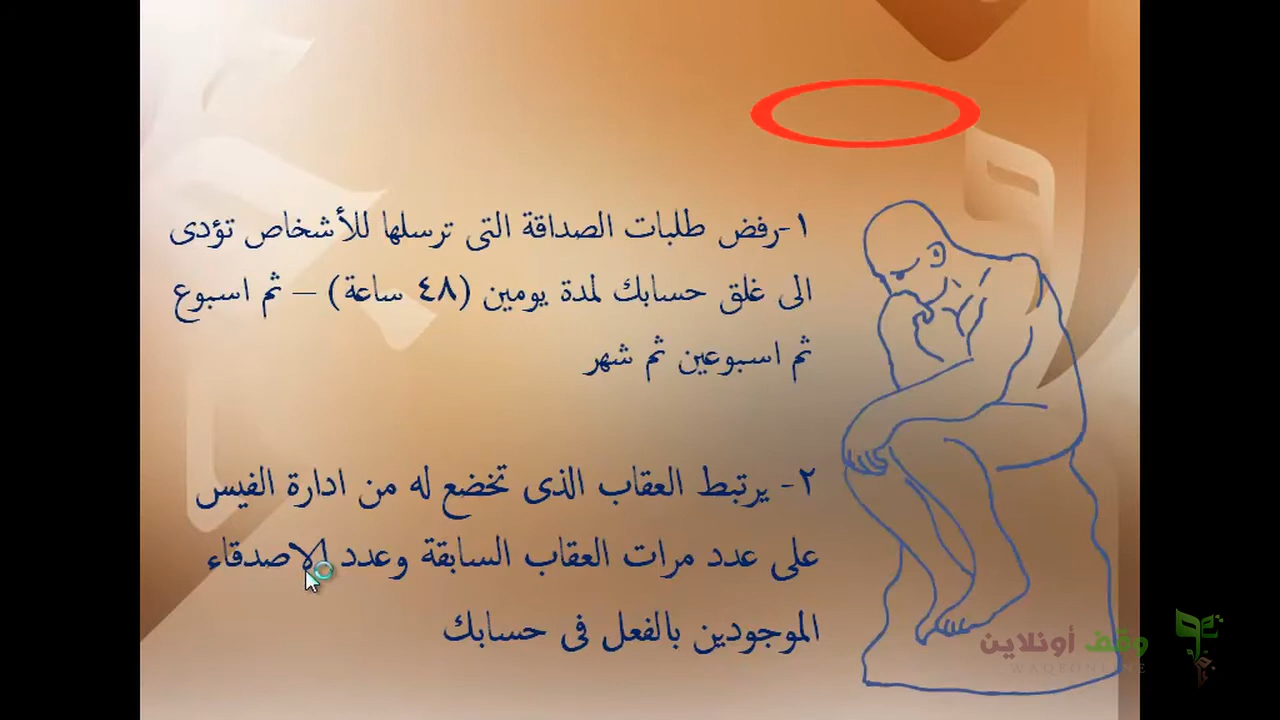 ١-رفض طلبات الصداقة التى ترسلها للأشخاص تؤدى
الى غلق حسابك لمدة يومين (٤٨ ساعة) – ثم اسبوع
ثم اسبوعين ثم شهر
٢- يرتبط العقاب الذى تخضع له من ادارة الفيس
على عدد مرات العقاب السابقة وعدد الاصدقاء
الموجودين بالفعل فى حسابك
وقف أونلاين
WAQFONLINE